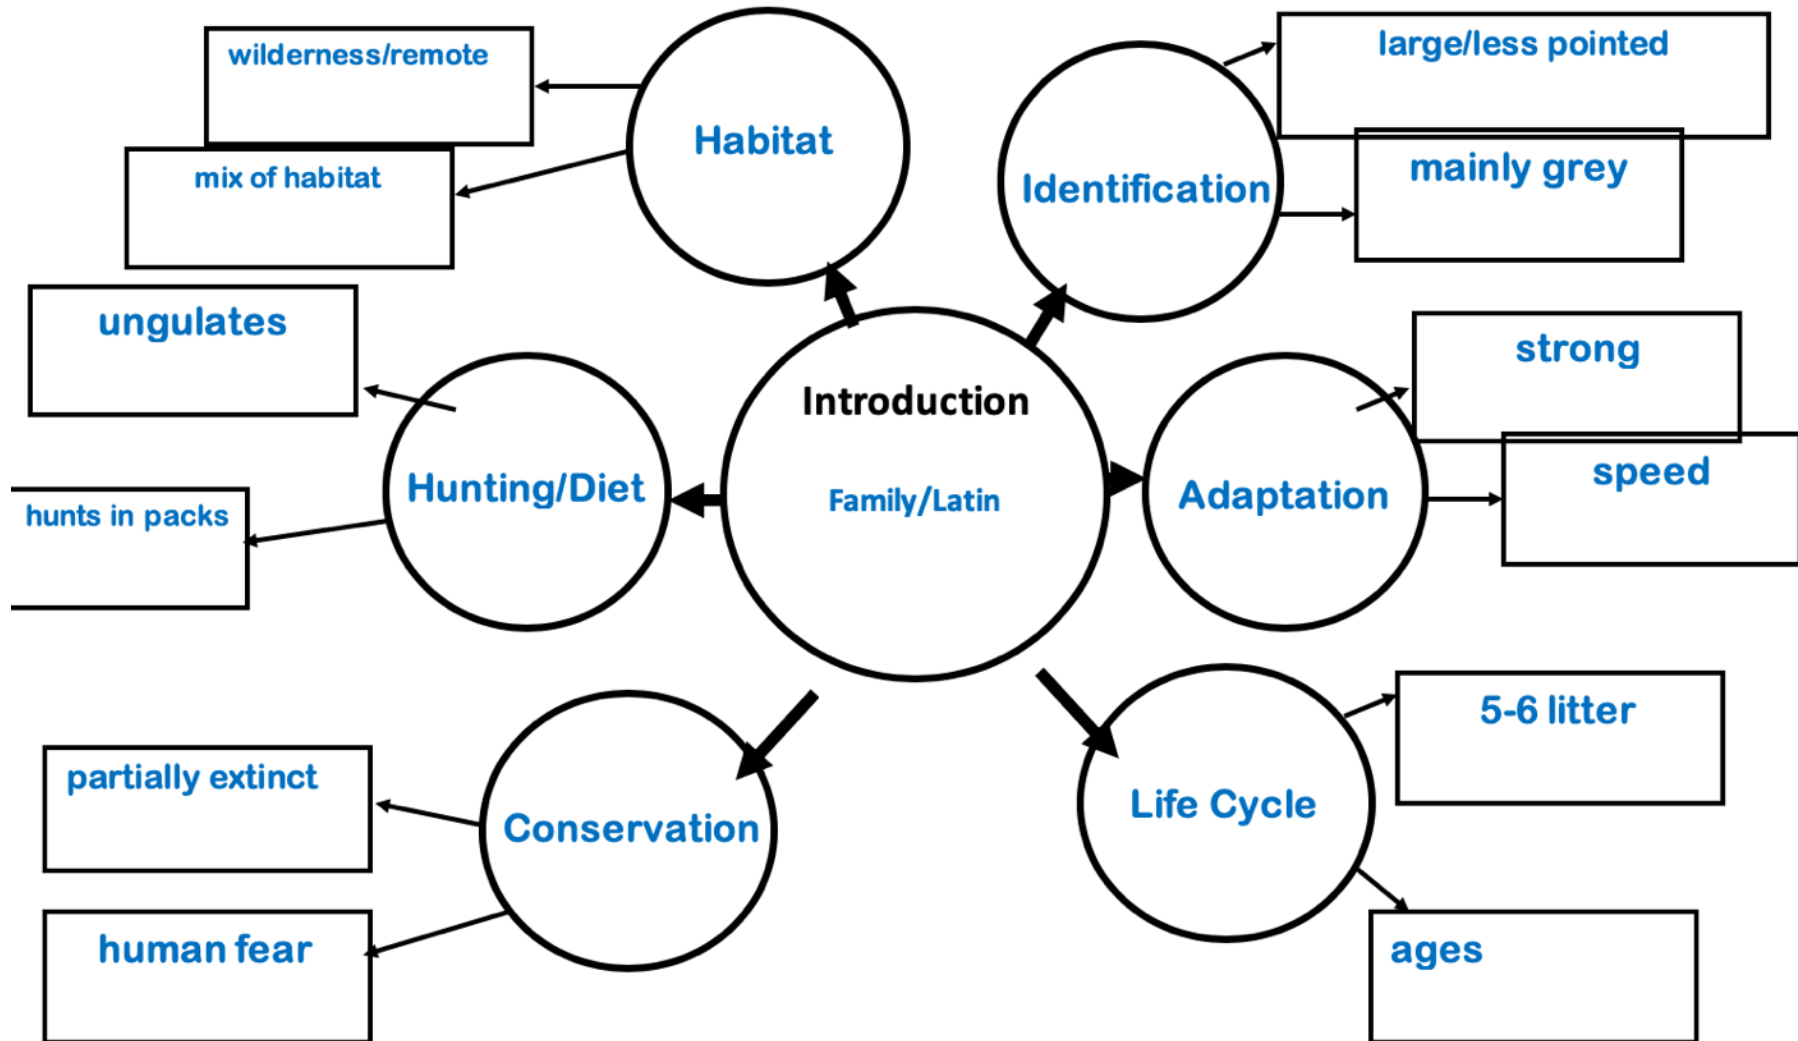 wilderness/remote
mix of habitat
Habitat
large/less pointed
mainly grey
Identification
ungulates
hunts in packs
Hunting/Diet
Introduction
Family/Latin
strong
speed
Adaptation
partially extinct
human fear
Conservation
5-6 litter
ages
Life Cycle